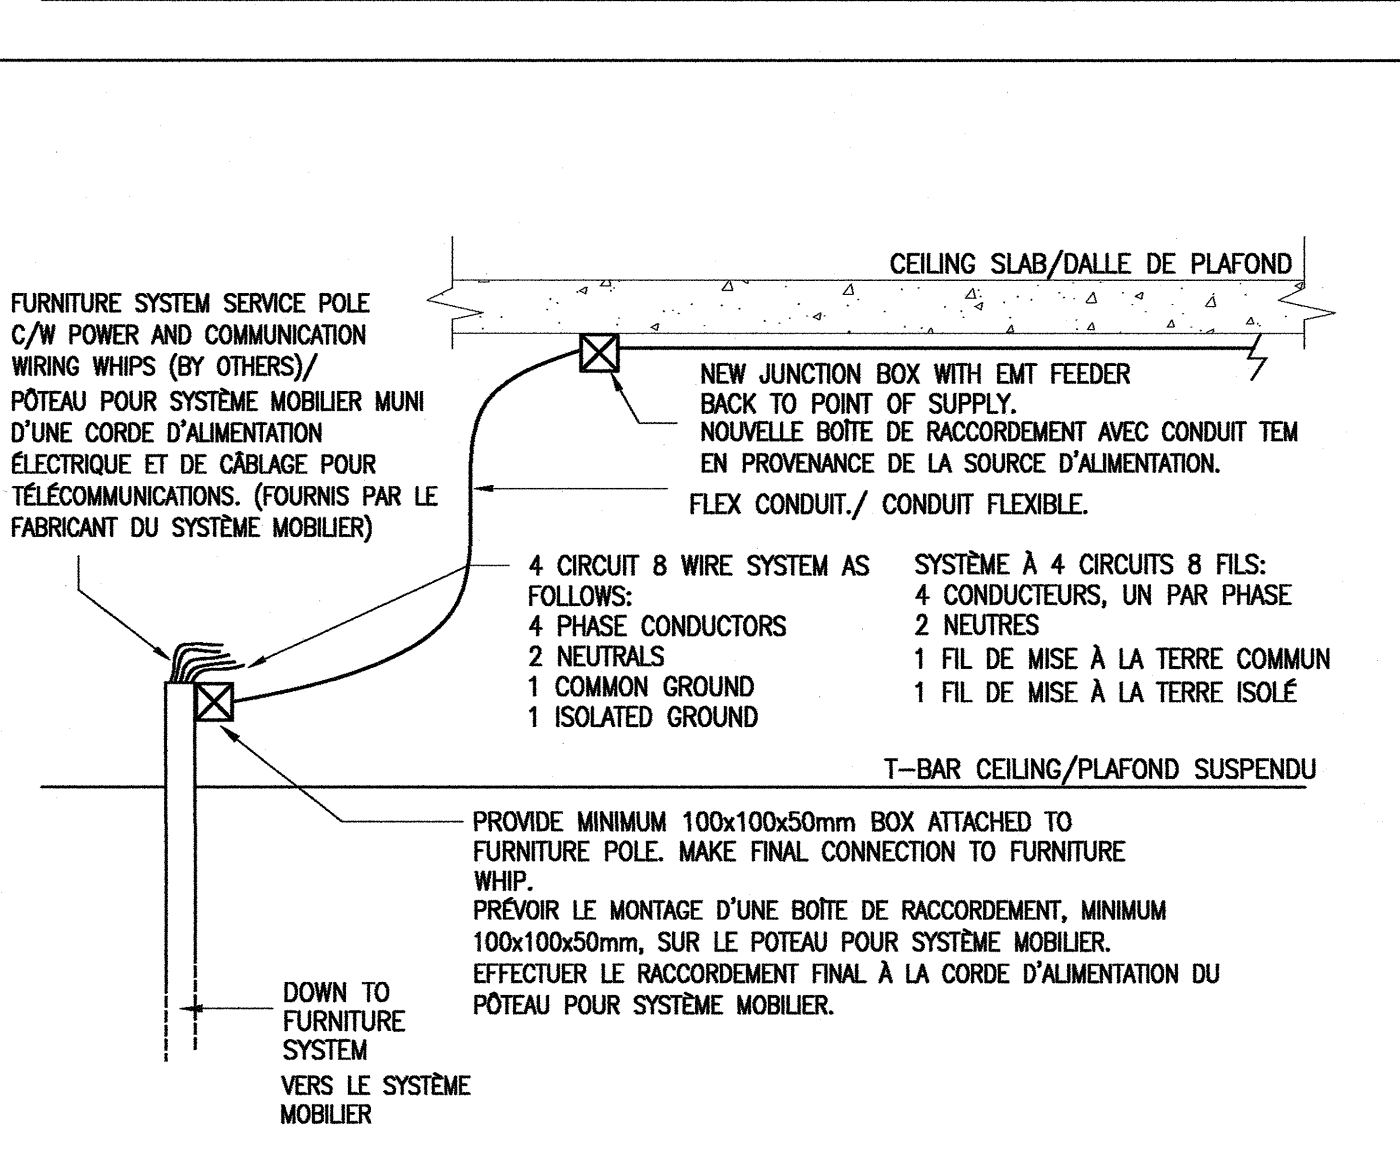 CEILING SLAB/DALLE DE PLAFOND
FURNITURE SYSTEM SERVICE POLE
C/W POWER AND COMMUNICATION
WIRING WHIPS (BY OTHERS)/
PÔTEAU POUR SYSTÈME MOBILIER MUNI
D'UNE CORDE D'ALIMENTATION
ÉLECTRIQUE ET DE CÂBLAGE POUR
TÉLÉCOMMUNICATIONS. (FOURNIS PAR LE
FABRICANT DU SYSTÈME MOBILIER)
NEW JUNCTION BOX WITH EMT FEEDER
BACK TO POINT OF SUPPLY.
NOUVELLE BOÎTE DE RACCORDEMENT AVEC CONDUIT TEM
EN PROVENANCE DE LA SOURCE D'ALIMENTATION.
FLEX CONDUIT./ CONDUIT FLEXIBLE.
4 CIRCUIT 8 WIRE SYSTEM AS
FOLLOWS:
4 PHASE CONDUCTORS
2 NEUTRALS
1 COMMON GROUND
1 ISOLATED GROUND
SYSTÈME À 4 CIRCUITS 8 FILS:
4 CONDUCTEURS, UN PAR PHASE
2 NEUTRES
1 FIL DE MISE À LA TERRE COMMUN
1 FIL DE MISE À LA TERRE ISOLÉ
T-BAR CEILING/PLAFOND SUSPENDU
PROVIDE MINIMUM 100x100x50mm BOX ATTACHED TO
FURNITURE POLE. MAKE FINAL CONNECTION TO FURNITURE
WHIP.
PRÉVOIR LE MONTAGE D'UNE BOÎTE DE RACCORDEMENT, MINIMUM
100x100x50mm, SUR LE POTEAU POUR SYSTÈME MOBILIER.
EFFECTUER LE RACCORDEMENT FINAL À LA CORDE D'ALIMENTATION DU
PÔTEAU POUR SYSTÈME MOBILIER.
DOWN TO
FURNITURE
SYSTEM
VERS LE SYSTÈME
MOBILIER